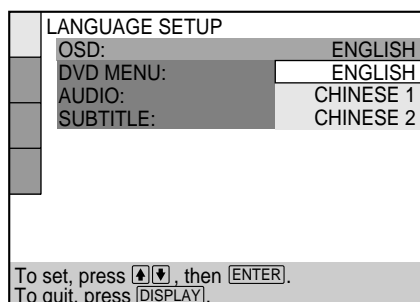 LANGUAGE SETUP
OSD: ENGLISH
DVD MENU: ENGLISH
AUDIO: CHINESE 1
SUBTITLE: CHINESE 2
To set, press ↑ ↓ , then ENTER.
To quit, press DISPLAY.